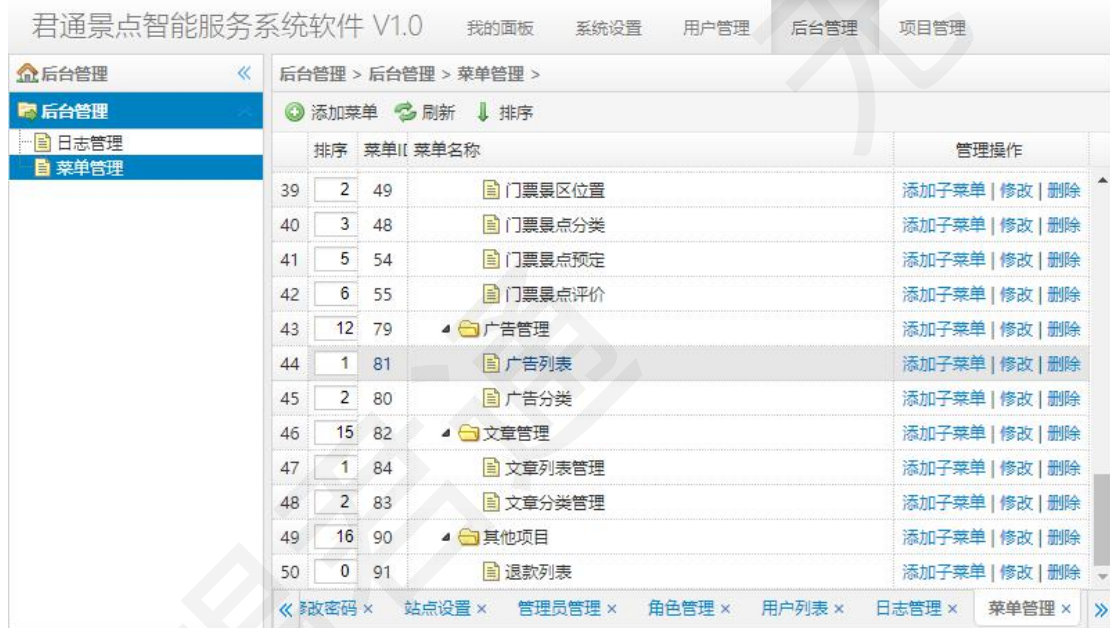 君通景点智能服务系统软件 V1.0 我的面板 系统设置 用户管理 后台管理 项目管理
后台管理 后台管理 > 后台管理 > 菜单管理 >
后台管理 添加菜单 刷新 排序
日志管理
菜单管理
排序 菜单I 菜单名称 管理操作
39 2 49 门票景区位置 添加子菜单 | 修改 | 删除
40 3 48 门票景点分类 添加子菜单 | 修改 | 删除
41 5 54 门票景点预定 添加子菜单 | 修改 | 删除
42 6 55 门票景点评价 添加子菜单 | 修改 | 删除
43 12 79 广告管理 添加子菜单 | 修改 | 删除
44 1 81 广告列表 添加子菜单 | 修改 | 删除
45 2 80 广告分类 添加子菜单 | 修改 | 删除
46 15 82 文章管理 添加子菜单 | 修改 | 删除
47 1 84 文章列表管理 添加子菜单 | 修改 | 删除
48 2 83 文章分类管理 添加子菜单 | 修改 | 删除
49 16 90 其他项目 添加子菜单 | 修改 | 删除
50 0 91 退款列表 添加子菜单 | 修改 | 删除
改密码 × 站点设置 × 管理员管理 × 角色管理 × 用户列表 × 日志管理 × 菜单管理 ×